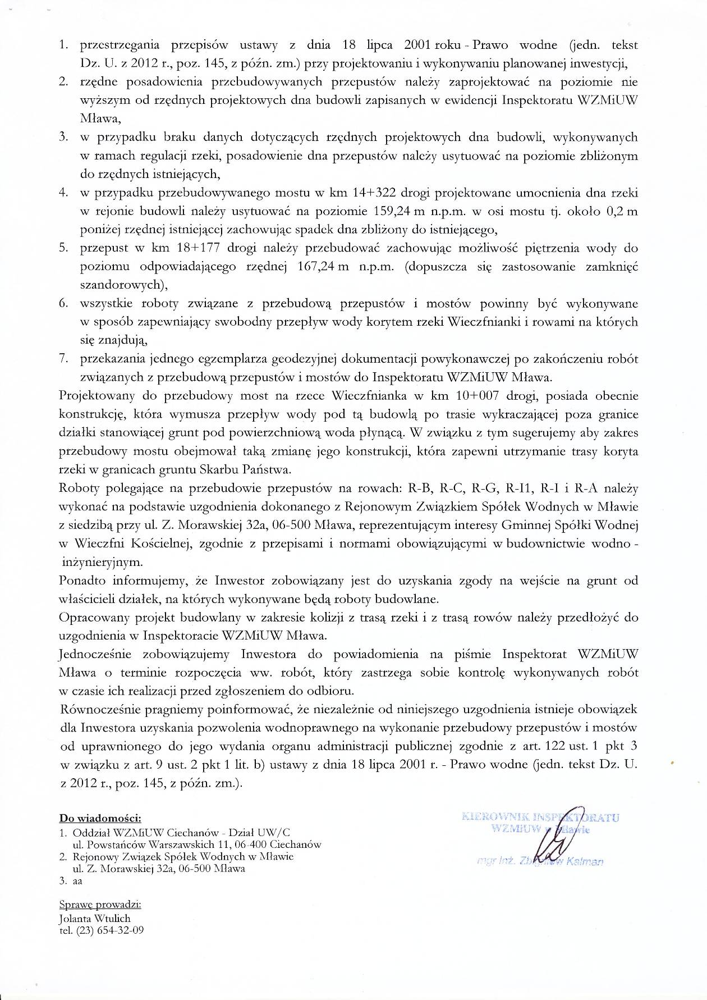 1. przestrzegania przepisów ustawy z dnia 18 lipca 2001 roku - Prawo wodne (jedn. tekst
Dz. U. z 2012 r., poz. 145, z późn. zm.) przy projektowaniu i wykonywaniu planowanej inwestycji,
2. rzędne posadowienia przebudowywanych przepustów należy zaprojektować na poziomie nie
wyższym od rzędnych projektowych dna budowli zapisanych w ewidencji Inspektoratu WZMiUW
Mława,
3. w przypadku braku danych dotyczących rzędnych projektowych dna budowli, wykonywanych
w ramach regulacji rzeki, posadowienie dna przepustów należy usytuować na poziomie zbliżonym
do rzędnych istniejących,
4. w przypadku przebudowywanego mostu w km 14+322 drogi projektowane umocnienia dna rzeki
w rejonie budowli należy usytuować na poziomie 159,24 m n.p.m. w osi mostu tj. około 0,2 m
poniżej rzędnej istniejącej zachowując spadek dna zbliżony do istniejącego,
5. przepust w km 18+177 drogi należy przebudować zachowując możliwość piętrzenia wody do
poziomu odpowiadającego rzędnej 167,24 m n.p.m. (dopuszcza się zastosowanie zamknięć
szandorowych),
6. wszystkie roboty związane z przebudową przepustów i mostów powinny być wykonywane
w sposób zapewniający swobodny przepływ wody korytem rzeki Wieczfnianki i rowami na których
się znajdują,
7. przekazania jednego egzemplarza geodezyjnej dokumentacji powykonawczej po zakończeniu robót
związanych z przebudową przepustów i mostów do Inspektoratu WZMiUW Mława.
Projektowany do przebudowy most na rzece Wieczfnianka w km 10+007 drogi, posiada obecnie
konstrukcję, która wymusza przepływ wody pod tą budowlą po trasie wykraczającej poza granice
działki stanowiącej grunt pod powierzchniową woda płynącą. W związku z tym sugerujemy aby zakres
przebudowy mostu obejmował taką zmianę jego konstrukcji, która zapewni utrzymanie trasy koryta
rzeki w granicach gruntu Skarbu Państwa.
Roboty polegające na przebudowie przepustów na rowach: R-B, R-C, R-G, R-I1, R-I i R-A należy
wykonać na podstawie uzgodnienia dokonanego z Rejonowym Związkiem Spółek Wodnych w Mławie
z siedzibą przy ul. Z. Morawskiej 32a, 06-500 Mława, reprezentującym interesy Gminnej Spółki Wodnej
w Wieczfni Kościelnej, zgodnie z przepisami i normami obowiązującymi w budownictwie wodno -
inżynieryjnym.
Ponadto informujemy, że Inwestor zobowiązany jest do uzyskania zgody na wejście na grunt od
właścicieli działek, na których wykonywane będą roboty budowlane.
Opracowany projekt budowlany w zakresie kolizji z trasą rzeki i z trasą rowów należy przedłożyć do
uzgodnienia w Inspektoracie WZMiUW Mława.
Jednocześnie zobowiązujemy Inwestora do powiadomienia na piśmie Inspektorat WZMiUW
Mława o terminie rozpoczęcia ww. robót, który zastrzega sobie kontrolę wykonywanych robót
w czasie ich realizacji przed zgłoszeniem do odbioru.
Równocześnie pragniemy poinformować, że niezależnie od niniejszego uzgodnienia istnieje obowiązek
dla Inwestora uzyskania pozwolenia wodnoprawnego na wykonanie przebudowy przepustów i mostów
od uprawnionego do jego wydania organu administracji publicznej zgodnie z art. 122 ust. 1 pkt 3
w związku z art. 9 ust. 2 pkt 1 lit. b) ustawy z dnia 18 lipca 2001 r. - Prawo wodne (jedn. tekst Dz. U.
z 2012 r., poz. 145, z późn. zm.).
Do wiadomości:
1. Oddział WZMiUW Ciechanów - Dział UW/C
ul. Powstańców Warszawskich 11, 06-400 Ciechanów
2. Rejonowy Związek Spółek Wodnych w Mławie
ul. Z. Morawskiej 32a, 06-500 Mława
3. aa
KIEROWNIK INSPEKTORATU
WZMiUW w Mławie
mgr inż. Zbigniew Kalman
Sprawę prowadzi:
Jolanta Wtulich
tel. (23) 654-32-09